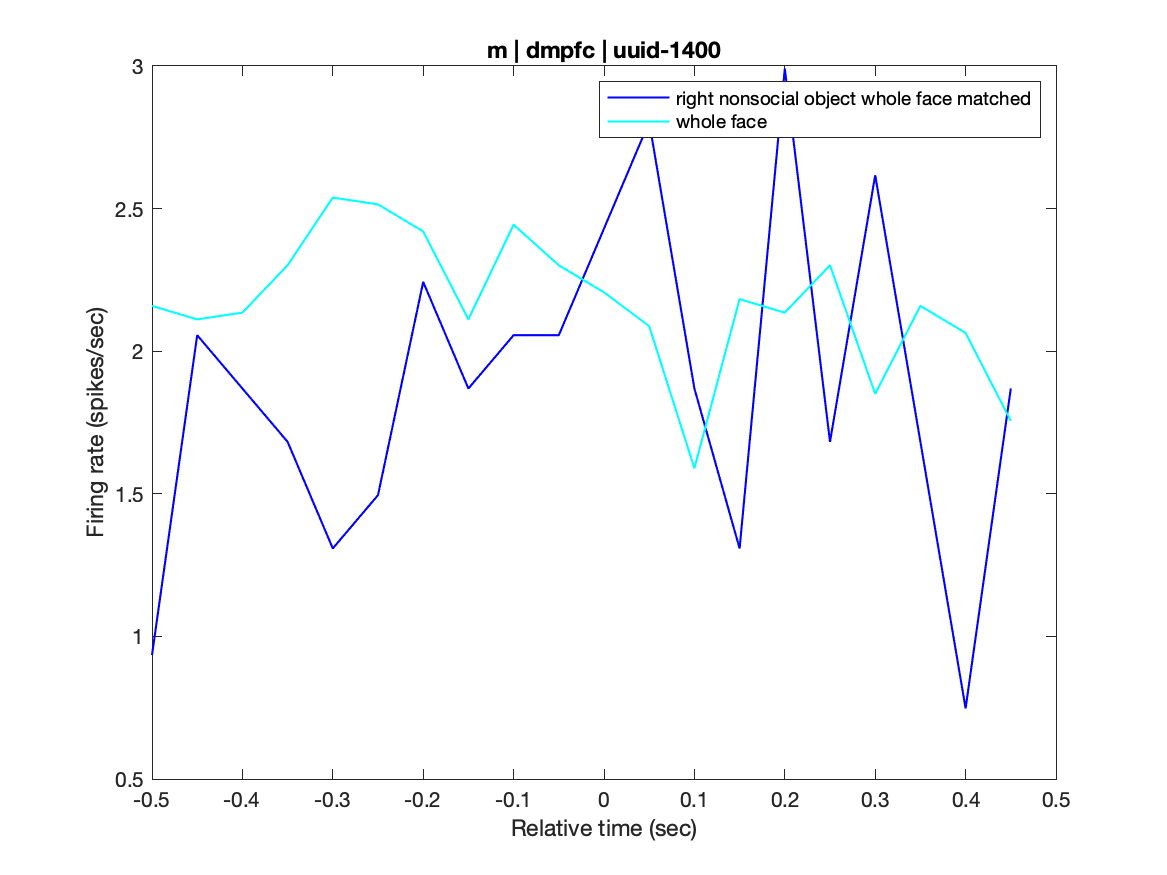 m | dmpfc | uuid-1400
right nonsocial object whole face matched
whole face
3
2.5
2
1.5
1
0.5
Firing rate (spikes/sec)
-0.5 -0.4 -0.3 -0.2 -0.1 0 0.1 0.2 0.3 0.4 0.5
Relative time (sec)